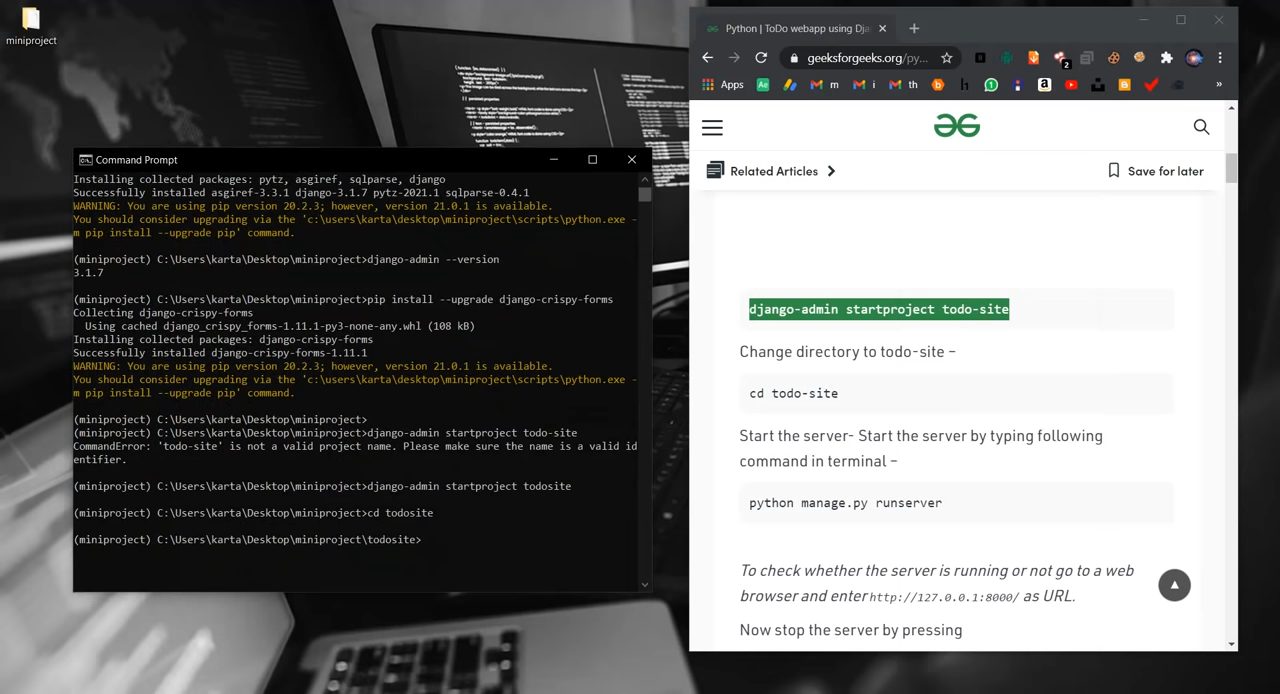 miniproject
Command Prompt
Installing collected packages: pytz, asgiref, sqlparse, django
Successfully installed asgiref-3.3.1 django-3.1.7 pytz-2021.1 sqlparse-0.4.1
WARNING: You are using pip version 20.2.3; however, version 21.0.1 is available.
You should consider upgrading via the 'c:\users\karta\desktop\miniproject\scripts\python.exe -
m pip install --upgrade pip' command.
(miniproject) C:\Users\karta\Desktop\miniproject>django-admin --version
3.1.7
(miniproject) C:\Users\karta\Desktop\miniproject>pip install --upgrade django-crispy-forms
Collecting django-crispy-forms
Using cached django_crispy_forms-1.11.1-py3-none-any.whl (108 kB)
Installing collected packages: django-crispy-forms
Successfully installed django-crispy-forms-1.11.1
WARNING: You are using pip version 20.2.3; however, version 21.0.1 is available.
You should consider upgrading via the 'c:\users\karta\desktop\miniproject\scripts\python.exe -
m pip install --upgrade pip' command.
(miniproject) C:\Users\karta\Desktop\miniproject>
(miniproject) C:\Users\karta\Desktop\miniproject>django-admin startproject todo-site
CommandError: 'todo-site' is not a valid project name. Please make sure the name is a valid id
entifier.
(miniproject) C:\Users\karta\Desktop\miniproject>django-admin startproject todosite
(miniproject) C:\Users\karta\Desktop\miniproject>cd todosite
(miniproject) C:\Users\karta\Desktop\miniproject\todosite>
Python | ToDo webapp using Dja
geeksforgeeks.org/py...
2
Apps
m
i
th
»
Related Articles
Save for later
django-admin startproject todo-site
Change directory to todo-site –
cd todo-site
Start the server- Start the server by typing following
command in terminal –
python manage.py runserver
To check whether the server is running or not go to a web
browser and enter http://127.0.0.1:8000/ as URL.
Now stop the server by pressing